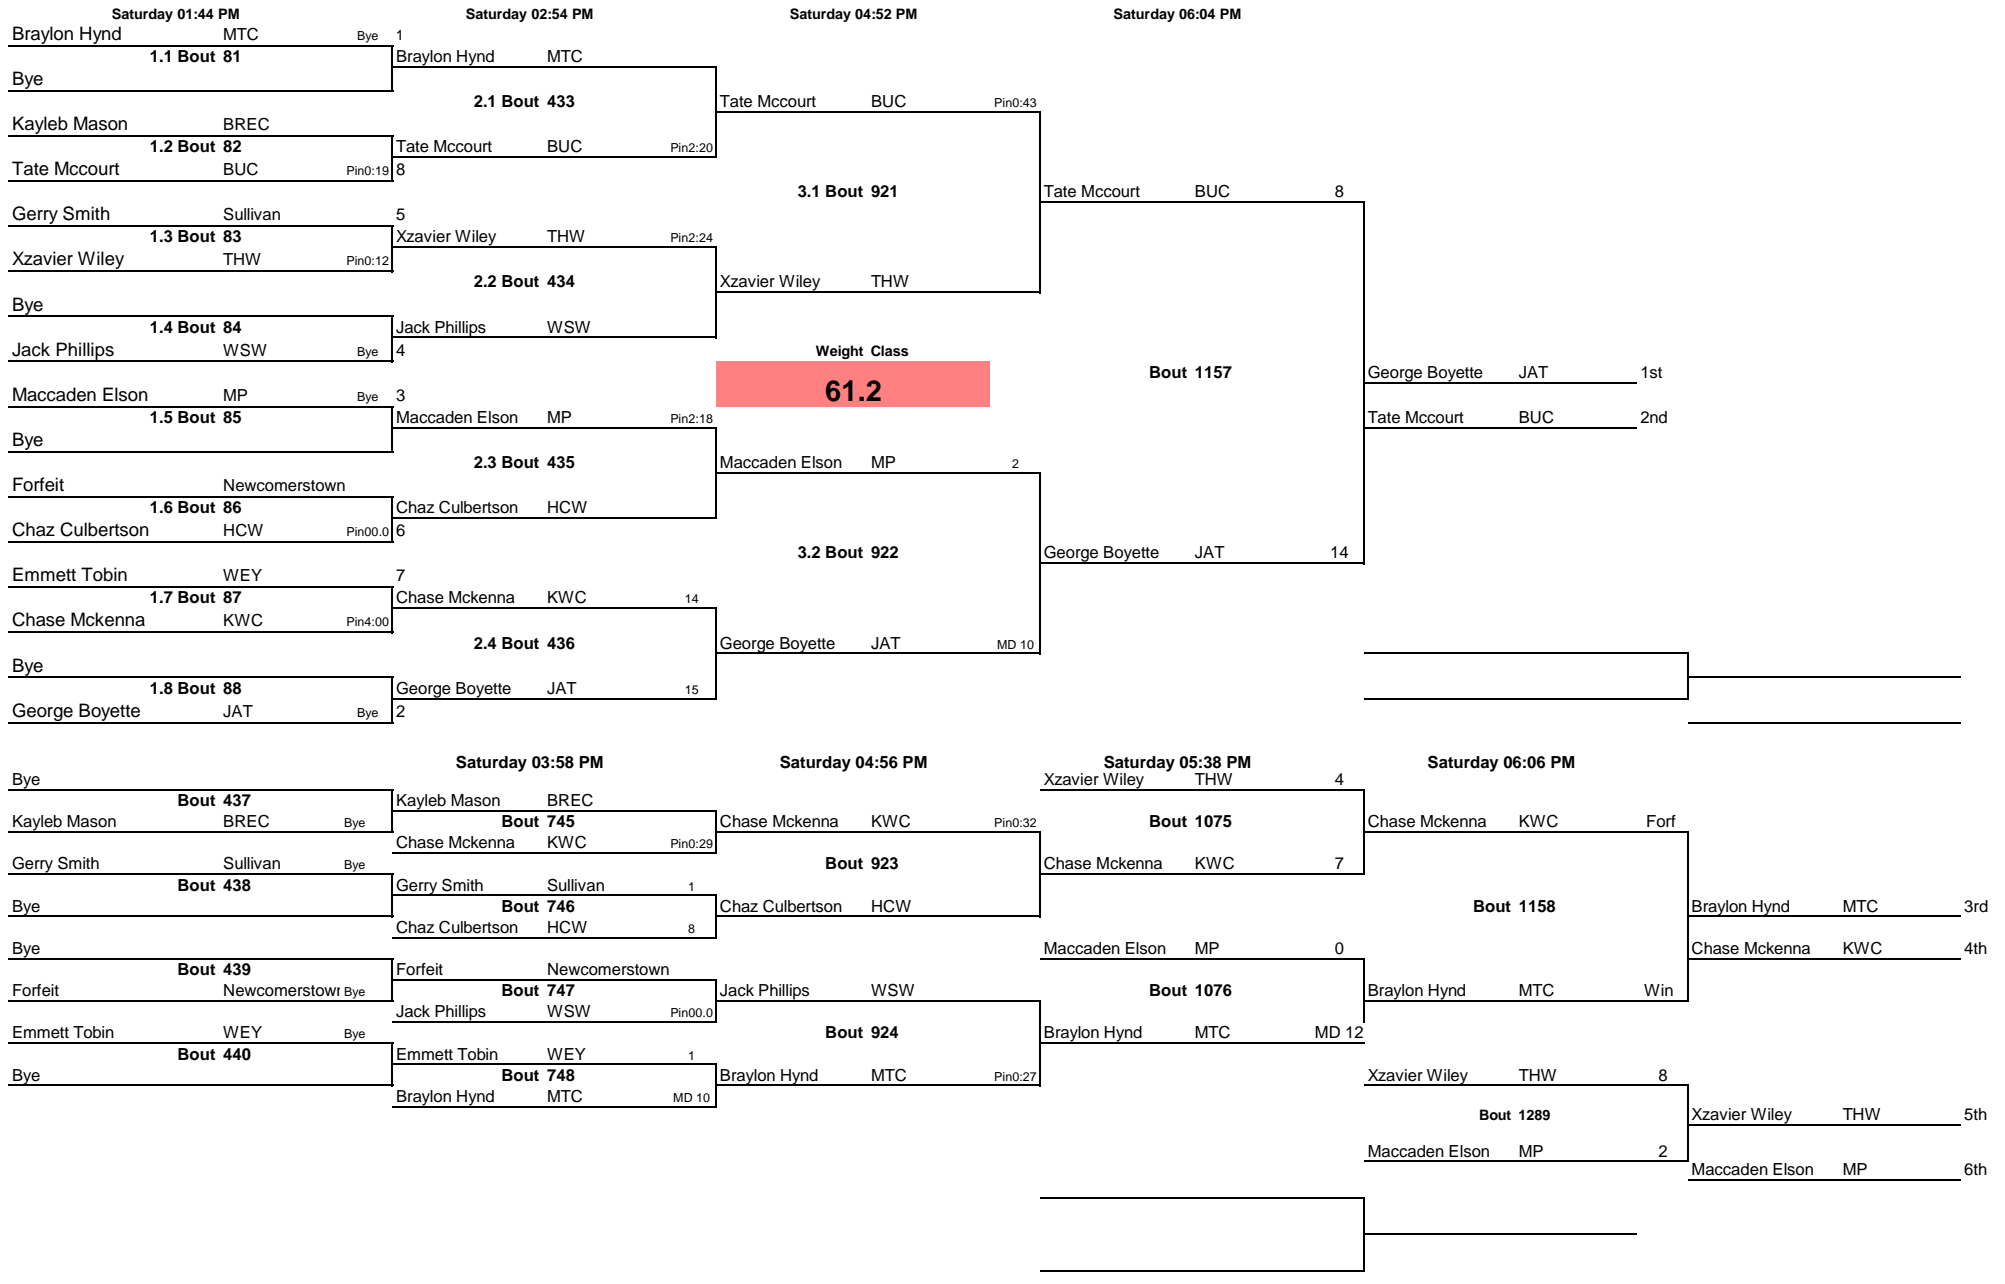 Saturday 01:44 PM Saturday 02:54 PM Saturday 04:52 PM Saturday 06:04 PM
Braylon Hynd MTC Bye 1
1.1 Bout 81 Braylon Hynd MTC
Bye
2.1 Bout 433 Tate Mccourt BUC Pin0:43
Kayleb Mason BREC
1.2 Bout 82 Tate Mccourt BUC Pin2:20
Tate Mccourt BUC Pin0:19 8
3.1 Bout 921 Tate Mccourt BUC 8
Gerry Smith Sullivan 5
1.3 Bout 83 Xzavier Wiley THW Pin2:24
Xzavier Wiley THW Pin0:12
2.2 Bout 434 Xzavier Wiley THW
Bye
1.4 Bout 84 Jack Phillips WSW
Jack Phillips WSW Bye 4 Weight Class
Bout 1157 George Boyette JAT 1st
Maccaden Elson MP Bye 3 61.2
1.5 Bout 85 Maccaden Elson MP Pin2:18 Tate Mccourt BUC 2nd
Bye
2.3 Bout 435 Maccaden Elson MP 2
Forfeit Newcomerstown
1.6 Bout 86 Chaz Culbertson HCW
Chaz Culbertson HCW Pin00.0 6
3.2 Bout 922 George Boyette JAT 14
Emmett Tobin WEY 7
1.7 Bout 87 Chase Mckenna KWC 14
Chase Mckenna KWC Pin4:00
2.4 Bout 436 George Boyette JAT MD 10
Bye
1.8 Bout 88 George Boyette JAT 15
George Boyette JAT Bye 2
Saturday 03:58 PM Saturday 04:56 PM Saturday 05:38 PM Saturday 06:06 PM
Bye Xzavier Wiley THW 4
Bout 437 Kayleb Mason BREC
Kayleb Mason BREC Bye Bout 745 Chase Mckenna KWC Pin0:32 Bout 1075 Chase Mckenna KWC Forf
Chase Mckenna KWC Pin0:29
Gerry Smith Sullivan Bye Bout 923 Chase Mckenna KWC 7
Bout 438 Gerry Smith Sullivan 1
Bye Bout 746 Chaz Culbertson HCW Bout 1158 Braylon Hynd MTC 3rd
Chaz Culbertson HCW 8
Bye Maccaden Elson MP 0 Chase Mckenna KWC 4th
Bout 439 Forfeit Newcomerstown
Forfeit Newcomerstowr Bye Bout 747 Jack Phillips WSW Bout 1076 Braylon Hynd MTC Win
Jack Phillips WSW Pin00.0
Emmett Tobin WEY Bye Bout 924 Braylon Hynd MTC MD 12
Bout 440 Emmett Tobin WEY 1
Bye Bout 748 Braylon Hynd MTC Pin0:27 Xzavier Wiley THW 8
Braylon Hynd MTC MD 10
Bout 1289 Xzavier Wiley THW 5th
Maccaden Elson MP 2
Maccaden Elson MP 6th